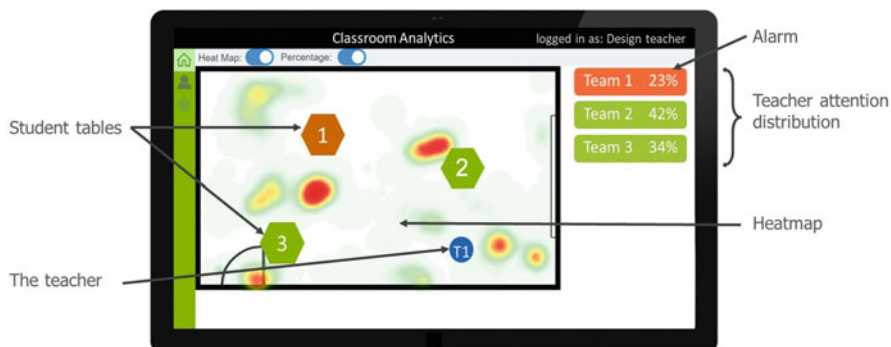 Classroom Analytics
logged in as: Design teacher
Heat Map:
Percentage:
Alarm
Team 1 23%
Team 2 42%
Team 3 34%
Teacher attention
distribution
Student tables
1
2
3
T1
Heatmap
The teacher